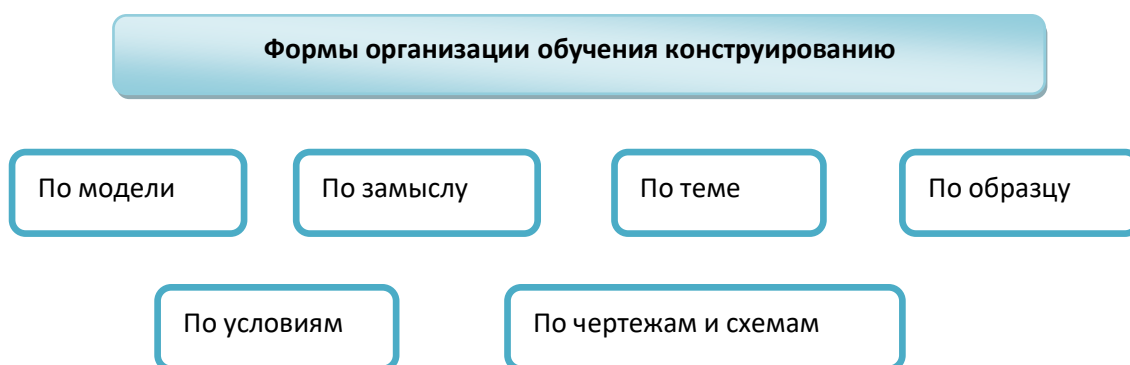 Формы организации обучения конструированию
По модели
По замыслу
По теме
По образцу
По условиям
По чертежам и схемам